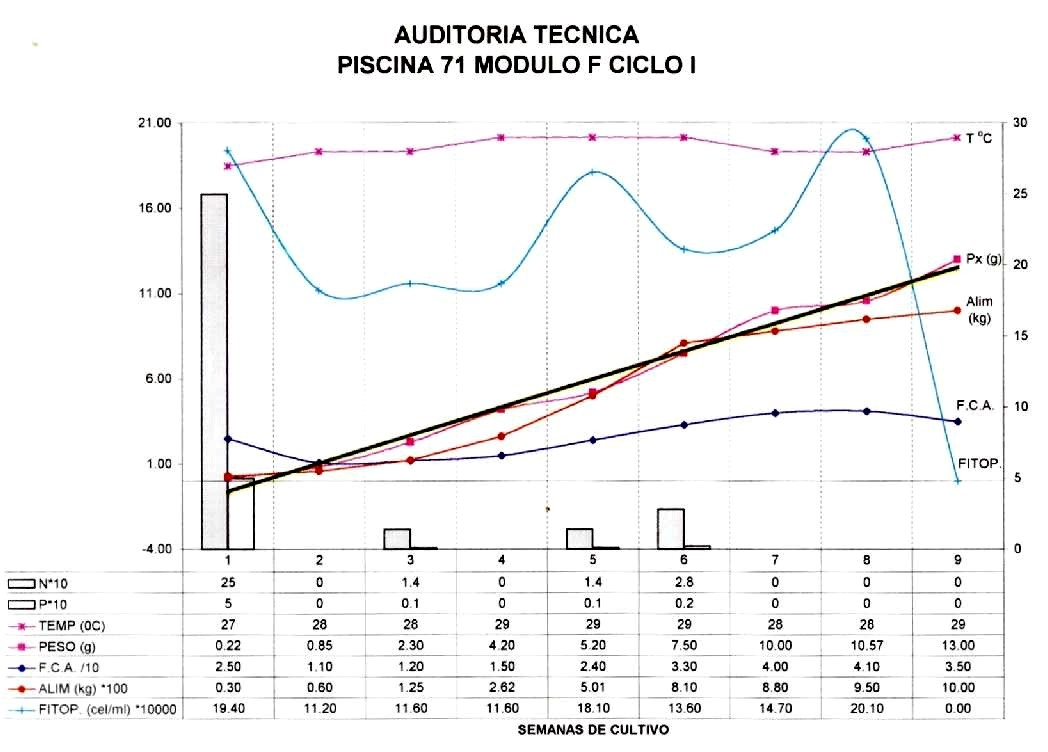 AUDITORIA TECNICA
PISCINA 71 MODULO F CICLO I
21.00
30
T °C
25
16.00
Px (g)
20
11.00
Alim
(kg)
15
6.00
F.C.A.
10
1.00
FITOP.
5
-4.00
0
1 2 3 4 5 6 7 8 9
N*10 25 0 1.4 0 1.4 2.8 0 0 0
P*10 5 0 0.1 0 0.1 0.2 0 0 0
TEMP (0C) 27 28 28 29 29 29 28 28 29
PESO (g) 0.22 0.85 2.30 4.20 5.20 7.50 10.00 10.57 13.00
F.C.A. /10 2.50 1.10 1.20 1.50 2.40 3.30 4.00 4.10 3.50
ALIM (kg) *100 0.30 0.60 1.25 2.62 5.01 8.10 8.80 9.50 10.00
FITOP. (cel/ml) *10000 19.40 11.20 11.60 11.60 18.10 13.60 14.70 20.10 0.00
SEMANAS DE CULTIVO